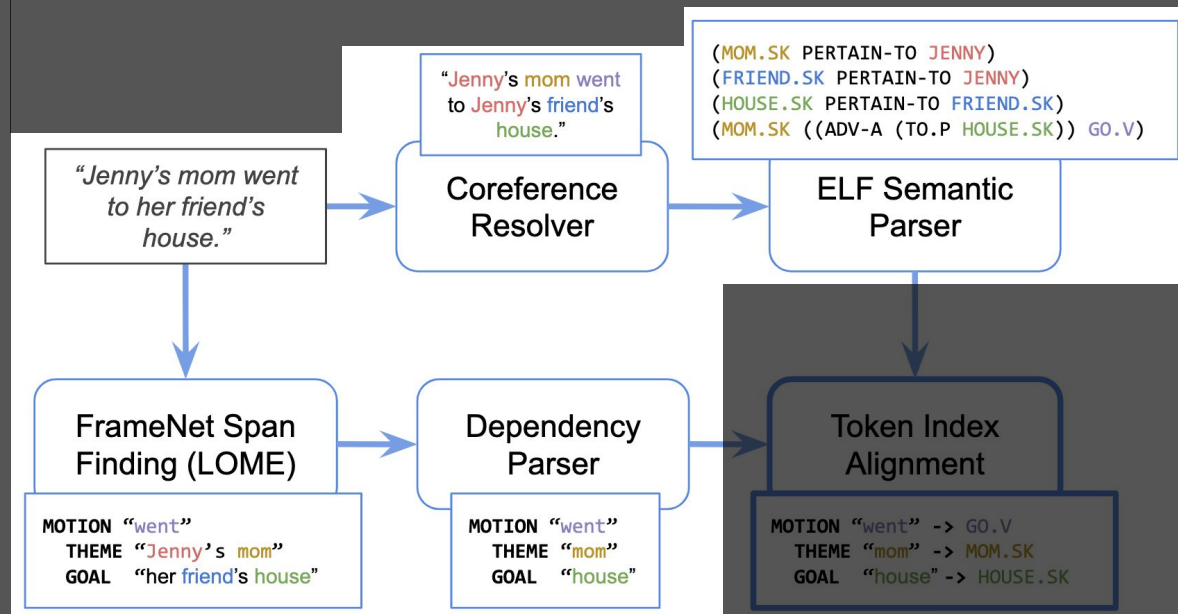 “Jenny’s mom went
to her friend’s
house.”
“Jenny’s mom went
to Jenny’s friend’s
house.”
Coreference
Resolver
(MOM.SK PERTAIN-TO JENNY)
(FRIEND.SK PERTAIN-TO JENNY)
(HOUSE.SK PERTAIN-TO FRIEND.SK)
(MOM.SK ((ADV-A (TO.P HOUSE.SK)) GO.V)
ELF Semantic
Parser
FrameNet Span
Finding (LOME)
MOTION “went”
THEME “Jenny’s mom”
GOAL “her friend’s house”
Dependency
Parser
MOTION “went”
THEME “mom”
GOAL “house”
Token Index
Alignment
MOTION “went” -> GO.V
THEME “mom” -> MOM.SK
GOAL “house” -> HOUSE.SK